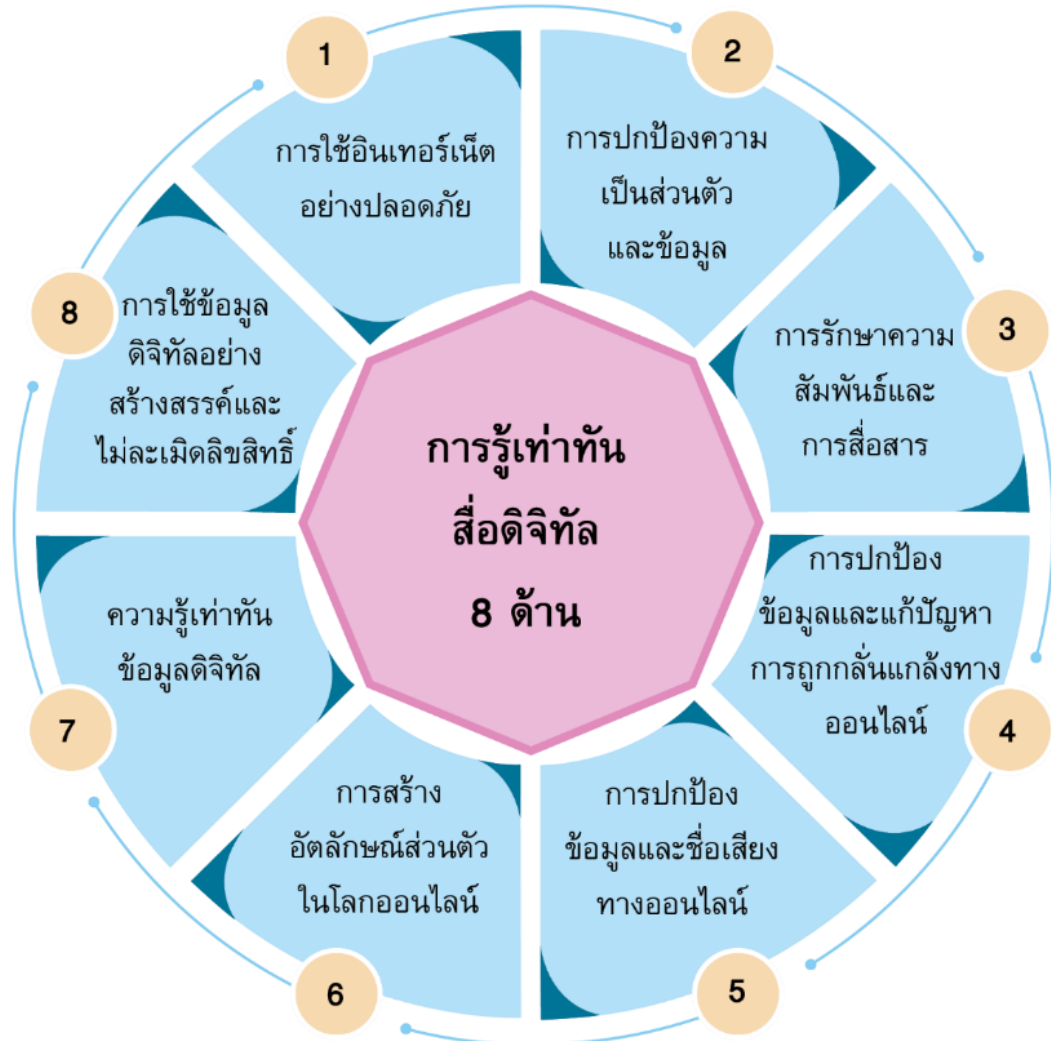 การรู้เท่าทัน
สื่อดิจิทัล
8 ด้าน
1
การใช้อินเทอร์เน็ต
อย่างปลอดภัย
2
การปกป้องความ
เป็นส่วนตัว
และข้อมูล
3
การรักษาความ
สัมพันธ์และ
การสื่อสาร
4
การปกป้อง
ข้อมูลและแก้ปัญหา
การถูกกลั่นแกล้งทาง
ออนไลน์
5
การปกป้อง
ข้อมูลและชื่อเสียง
ทางออนไลน์
6
การสร้าง
อัตลักษณ์ส่วนตัว
ในโลกออนไลน์
7
ความรู้เท่าทัน
ข้อมูลดิจิทัล
8
การใช้ข้อมูล
ดิจิทัลอย่าง
สร้างสรรค์และ
ไม่ละเมิดลิขสิทธิ์